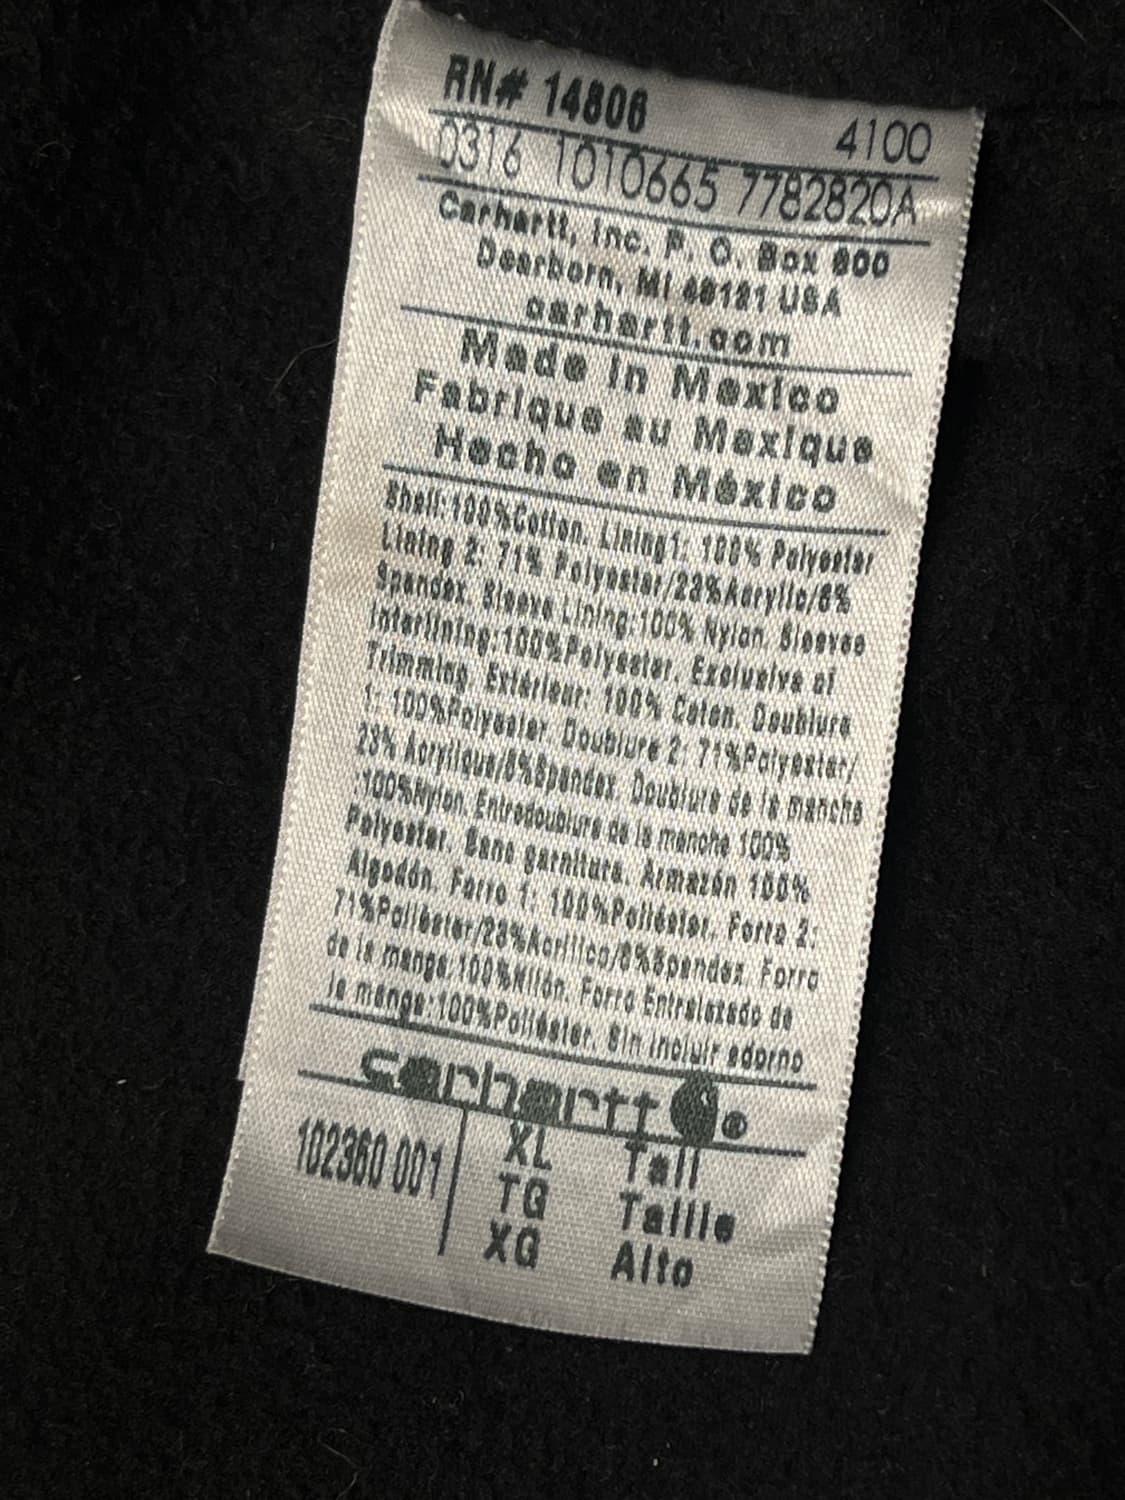 RN# 14806 4100
0316 1010665 7782820A
Carhartt, Inc. P. O. Box 600
Dearborn, MI 48121 USA
carhartt.com
Made in Mexico
Fabrique au Mexique
Hecho en México
Shell:100%Cotton. Lining1: 100% Polyester
Lining 2: 71% Polyester/23%Acrylic/6%
Spandex. Sleeve Lining:100% Nylon. Sleeves
Interlining:100%Polyester. Exclusive of
Trimming. Extérieur: 100% Coton. Doublure
1: 100%Polyester. Doublure 2: 71%Polyester/
23% Acrylique/6%Spandex. Doublure de la manche
:100%Nylon. Entredoublure de la manche 100%
Polyester. Sans garniture. Armazón 100%
Algodón. Forro 1: 100%Poliéster. Forro 2:
71%Poliéster/23%Acrílico/6%Spandex. Forro
de la manga:100%Nilón. Forro Entrelazado de
la manga:100%Poliéster. Sin incluir adorno
carhartt ®
102360 001 XL Tall
TG Taille
XG Alto